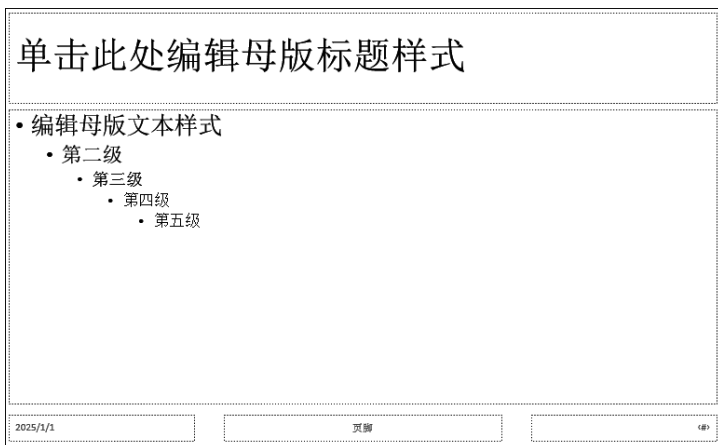 单击此处编辑母版标题样式
• 编辑母版文本样式
• 第二级
• 第三级
• 第四级
• 第五级
2025/1/1 页脚 ‹#›